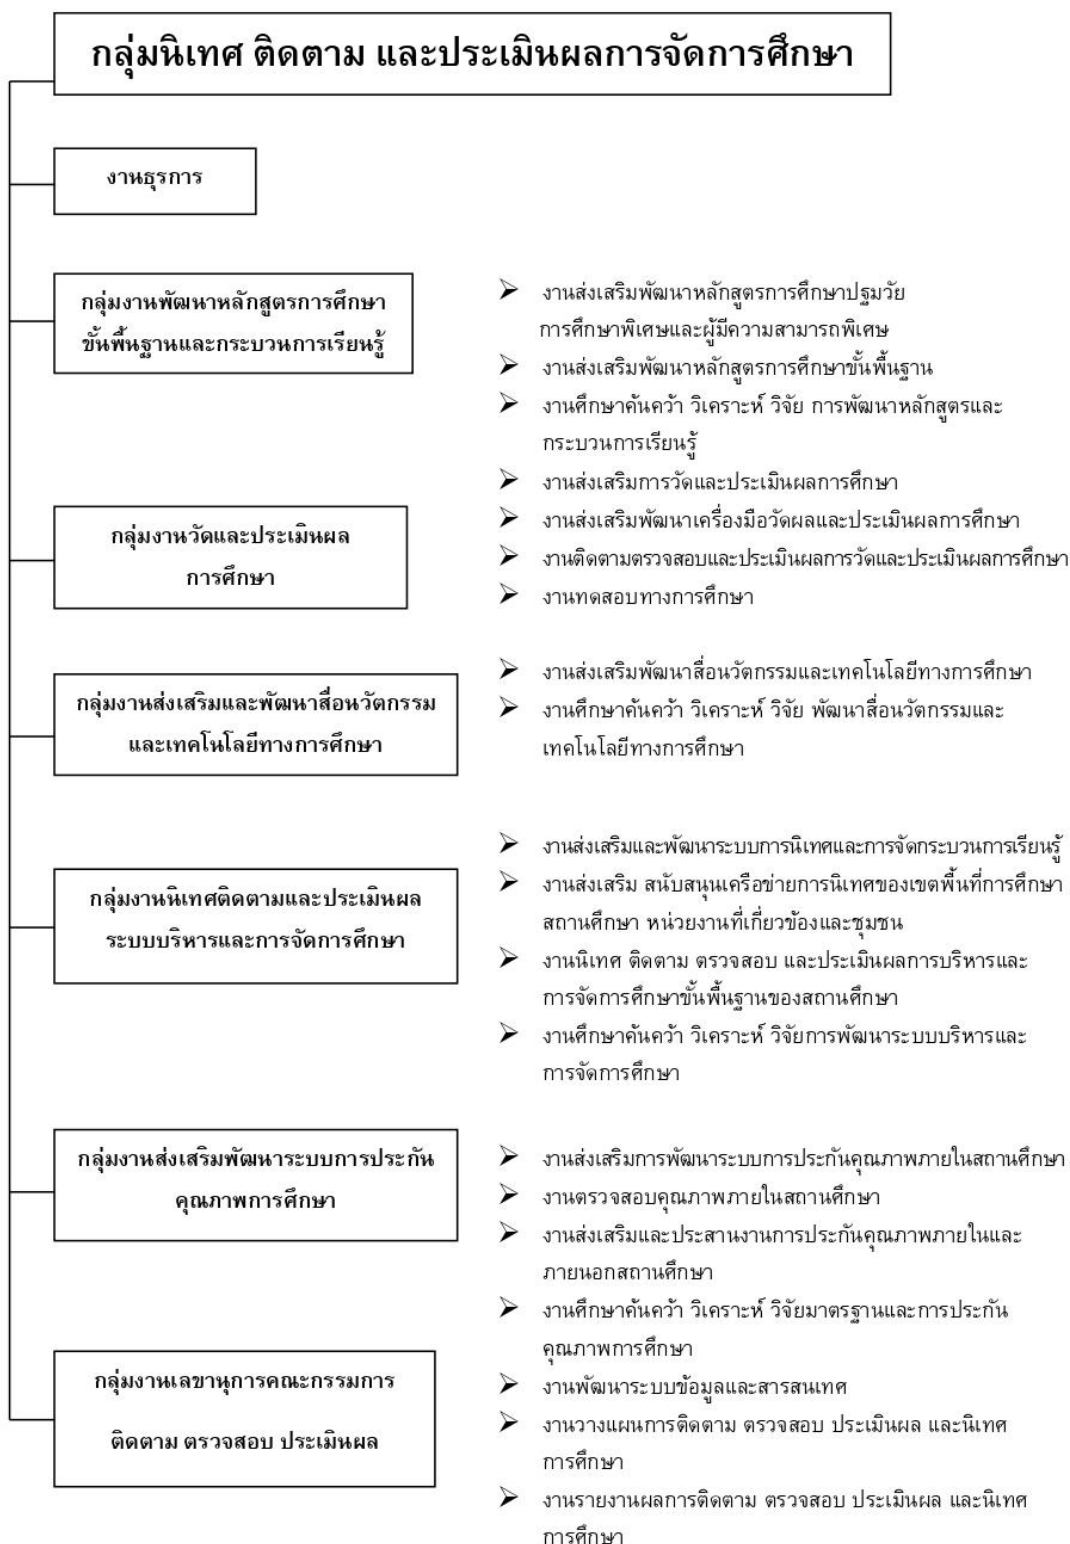 กลุ่มนิเทศ ติดตาม และประเมินผลการจัดการศึกษา
งานธุรการ
กลุ่มงานพัฒนาหลักสูตรการศึกษา
ขั้นพื้นฐานและกระบวนการเรียนรู้
➢ งานส่งเสริมพัฒนาหลักสูตรการศึกษาปฐมวัย
การศึกษาพิเศษและผู้มีความสามารถพิเศษ
➢ งานส่งเสริมพัฒนาหลักสูตรการศึกษาขั้นพื้นฐาน
➢ งานศึกษาค้นคว้า วิเคราะห์ วิจัย การพัฒนาหลักสูตรและ
กระบวนการเรียนรู้
กลุ่มงานวัดและประเมินผล
การศึกษา
➢ งานส่งเสริมการวัดและประเมินผลการศึกษา
➢ งานส่งเสริมพัฒนาเครื่องมือวัดผลและประเมินผลการศึกษา
➢ งานติดตามตรวจสอบและประเมินผลการวัดและประเมินผลการศึกษา
➢ งานทดสอบทางการศึกษา
กลุ่มงานส่งเสริมและพัฒนาสื่อนวัตกรรม
และเทคโนโลยีทางการศึกษา
➢ งานส่งเสริมพัฒนาสื่อนวัตกรรมและเทคโนโลยีทางการศึกษา
➢ งานศึกษาค้นคว้า วิเคราะห์ วิจัย พัฒนาสื่อนวัตกรรมและ
เทคโนโลยีทางการศึกษา
กลุ่มงานนิเทศติดตามและประเมินผล
ระบบบริหารและการจัดการศึกษา
➢ งานส่งเสริมและพัฒนาระบบการนิเทศและการจัดกระบวนการเรียนรู้
➢ งานส่งเสริม สนับสนุนเครือข่ายการนิเทศของเขตพื้นที่การศึกษา
สถานศึกษา หน่วยงานที่เกี่ยวข้องและชุมชน
➢ งานนิเทศ ติดตาม ตรวจสอบ และประเมินผลการบริหารและ
การจัดการศึกษาขั้นพื้นฐานของสถานศึกษา
➢ งานศึกษาค้นคว้า วิเคราะห์ วิจัยการพัฒนาระบบบริหารและ
การจัดการศึกษา
กลุ่มงานส่งเสริมพัฒนาระบบการประกัน
คุณภาพการศึกษา
➢ งานส่งเสริมการพัฒนาระบบการประกันคุณภาพภายในสถานศึกษา
➢ งานตรวจสอบคุณภาพภายในสถานศึกษา
➢ งานส่งเสริมและประสานงานการประกันคุณภาพภายในและ
ภายนอกสถานศึกษา
➢ งานศึกษาค้นคว้า วิเคราะห์ วิจัยมาตรฐานและการประกัน
คุณภาพการศึกษา
กลุ่มงานเลขานุการคณะกรรมการ
ติดตาม ตรวจสอบ ประเมินผล
➢ งานพัฒนาระบบข้อมูลและสารสนเทศ
➢ งานวางแผนการติดตาม ตรวจสอบ ประเมินผล และนิเทศ
การศึกษา
➢ งานรายงานผลการติดตาม ตรวจสอบ ประเมินผล และนิเทศ
การศึกษา